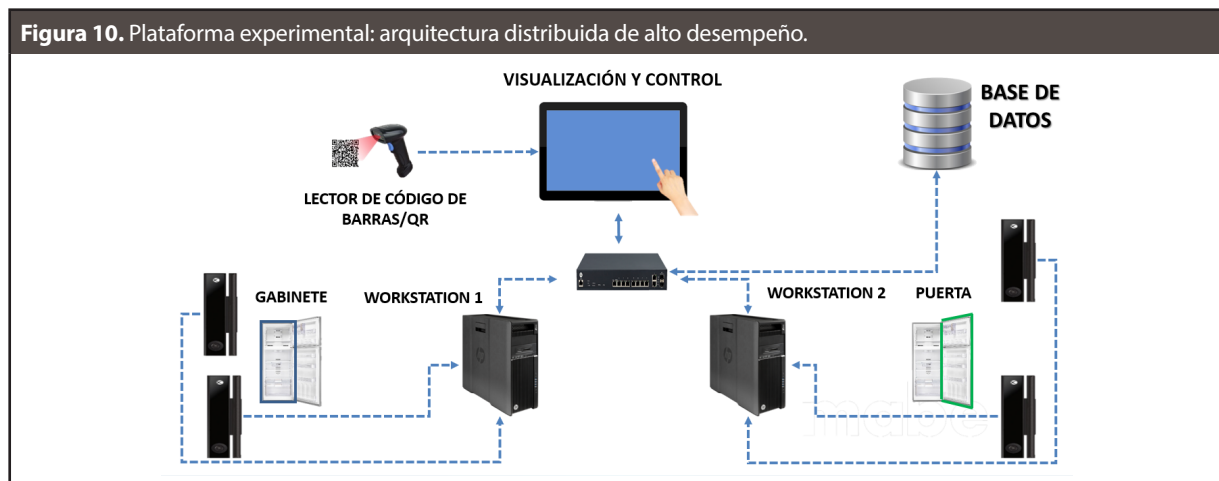 Figura 10. Plataforma experimental: arquitectura distribuida de alto desempeño.
VISUALIZACIÓN Y CONTROL
BASE DE
DATOS
LECTOR DE CÓDIGO DE
BARRAS/QR
GABINETE
WORKSTATION 1
WORKSTATION 2
PUERTA
mabe